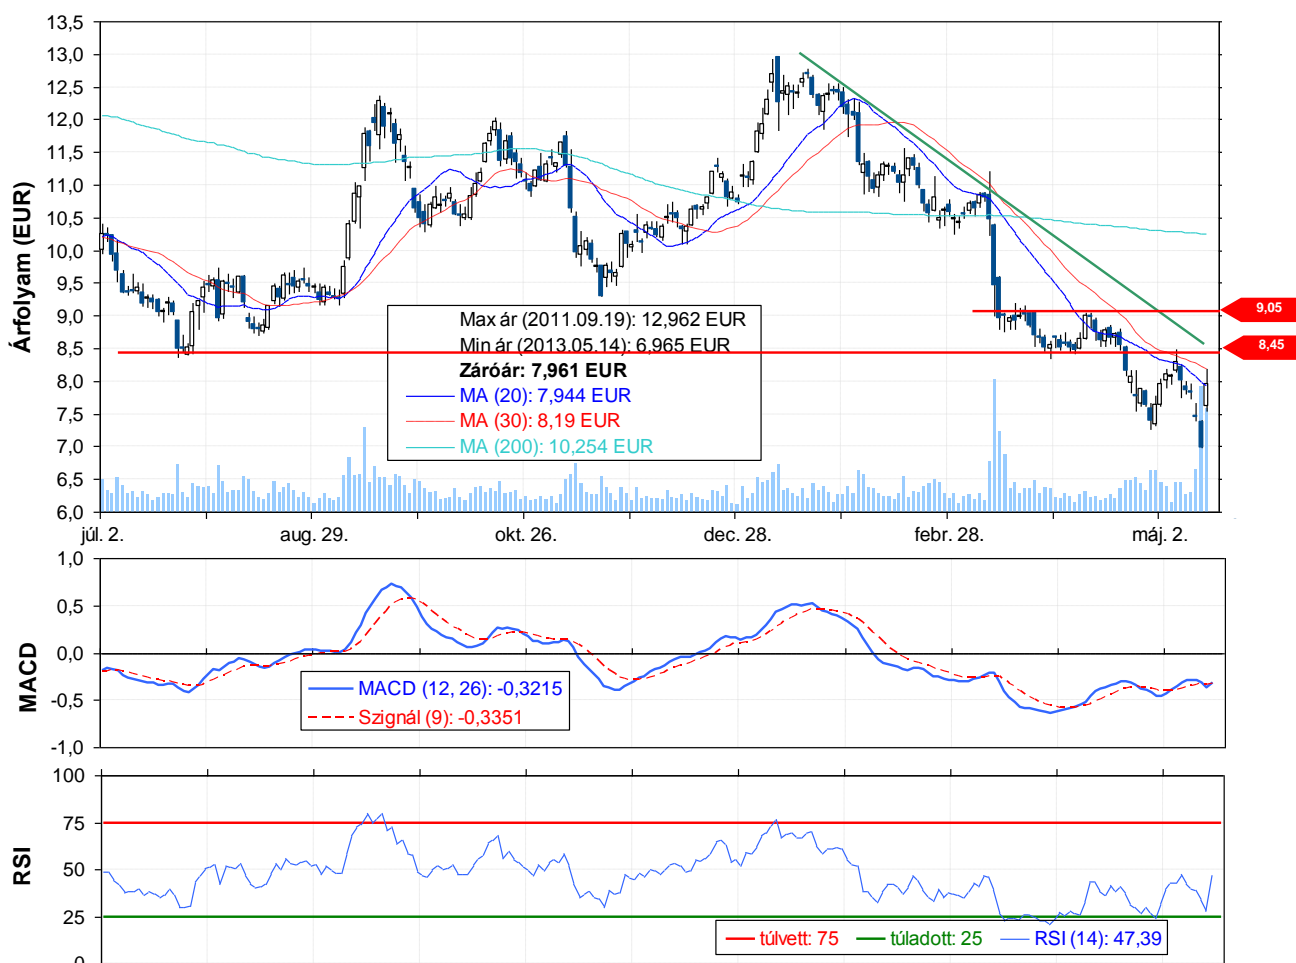 Árfolyam (EUR)
13,5
13,0
12,5
12,0
11,5
11,0
10,5
10,0
9,5
9,0
8,5
8,0
7,5
7,0
6,5
6,0
9,05
8,45
Max ár (2011.09.19): 12,962 EUR
Min ár (2013.05.14): 6,965 EUR
Záróár: 7,961 EUR
MA (20): 7,944 EUR
MA (30): 8,19 EUR
MA (200): 10,254 EUR
júl. 2. aug. 29. okt. 26. dec. 28. febr. 28. máj. 2.
MACD
1,0
0,5
0,0
-0,5
-1,0
MACD (12, 26): -0,3215
Szignál (9): -0,3351
RSI
100
75
50
25
0
túlvett: 75 túladott: 25 RSI (14): 47,39